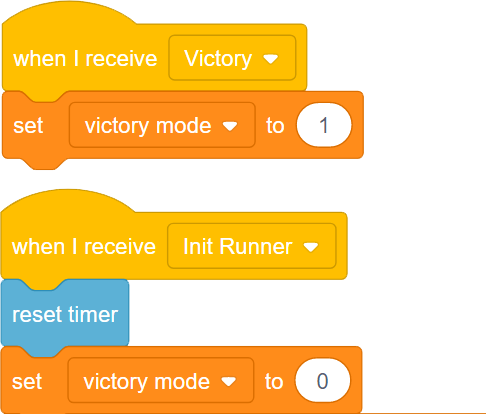 when I receive Victory
set victory mode to 1
when I receive Init Runner
reset timer
set victory mode to 0